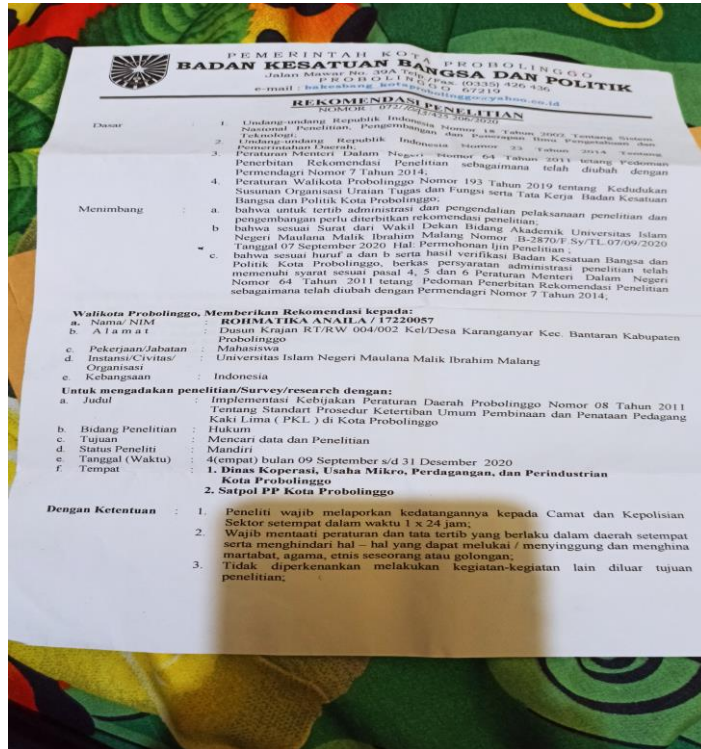 PEMERINTAH KOTA PROBOLINGGO
BADAN KESATUAN BANGSA DAN POLITIK
Jalan Mawar No. 39A Telp./Fax. (0335) 426 436
PROBOLINGGO 67219
e-mail : bakesbang_kotaprobolinggo@yahoo.co.id
REKOMENDASI PENELITIAN
NOMOR : 072/ /425.206/2020
Dasar : 1. Undang-undang Republik Indonesia Nomor 18 Tahun 2002 Tentang Sistem
Nasional Penelitian, Pengembangan dan Penerapan Ilmu Pengetahuan dan
Teknologi;
2. Undang-undang Republik Indonesia Nomor 23 Tahun 2014 Tentang
Pemerintahan Daerah;
3. Peraturan Menteri Dalam Negeri Nomor 64 Tahun 2011 tetang Pedoman
Penerbitan Rekomendasi Penelitian sebagaimana telah diubah dengan
Permendagri Nomor 7 Tahun 2014;
4. Peraturan Walikota Probolinggo Nomor 193 Tahun 2019 tentang Kedudukan
Susunan Organisasi Uraian Tugas dan Fungsi serta Tata Kerja Badan Kesatuan
Bangsa dan Politik Kota Probolinggo;
Menimbang : a. bahwa untuk tertib administrasi dan pengendalian pelaksanaan penelitian dan
pengembangan perlu diterbitkan rekomendasi penelitian;
b bahwa sesuai Surat dari Wakil Dekan Bidang Akademik Universitas Islam
Negeri Maulana Malik Ibrahim Malang Nomor :B-2870/F.Sy/TL.07/09/2020
Tanggal 07 September 2020 Hal: Permohonan Ijin Penelitian ;
c. bahwa sesuai huruf a dan b serta hasil verifikasi Badan Kesatuan Bangsa dan
Politik Kota Probolinggo, berkas persyaratan administrasi penelitian telah
memenuhi syarat sesuai pasal 4, 5 dan 6 Peraturan Menteri Dalam Negeri
Nomor 64 Tahun 2011 tetang Pedoman Penerbitan Rekomendasi Penelitian
sebagaimana telah diubah dengan Permendagri Nomor 7 Tahun 2014;
Walikota Probolinggo, Memberikan Rekomendasi kepada:
a. Nama/ NIM : ROHMATIKA ANAILA / 17220057
b. A l a m a t : Dusun Krajan RT/RW 004/002 Kel/Desa Karanganyar Kec. Bantaran Kabupaten
Probolinggo
c. Pekerjaan/Jabatan : Mahasiswa
d. Instansi/Civitas/ : Universitas Islam Negeri Maulana Malik Ibrahim Malang
Organisasi
e. Kebangsaan : Indonesia
Untuk mengadakan penelitian/Survey/research dengan:
a. Judul : Implementasi Kebijakan Peraturan Daerah Probolinggo Nomor 08 Tahun 2011
Tentang Standart Prosedur Ketertiban Umum Pembinaan dan Penataan Pedagang
Kaki Lima ( PKL ) di Kota Probolinggo
b. Bidang Penelitian : Hukum
c. Tujuan : Mencari data dan Penelitian
d. Status Peneliti : Mandiri
e. Tanggal (Waktu) : 4(empat) bulan 09 September s/d 31 Desember 2020
f. Tempat : 1. Dinas Koperasi, Usaha Mikro, Perdagangan, dan Perindustrian
Kota Probolinggo
2. Satpol PP Kota Probolinggo
Dengan Ketentuan : 1. Peneliti wajib melaporkan kedatangannya kepada Camat dan Kepolisian
Sektor setempat dalam waktu 1 x 24 jam;
2. Wajib mentaati peraturan dan tata tertib yang berlaku dalam daerah setempat
serta menghindari hal – hal yang dapat melukai / menyinggung dan menghina
martabat, agama, etnis seseorang atau golongan;
3. Tidak diperkenankan melakukan kegiatan-kegiatan lain diluar tujuan
penelitian;